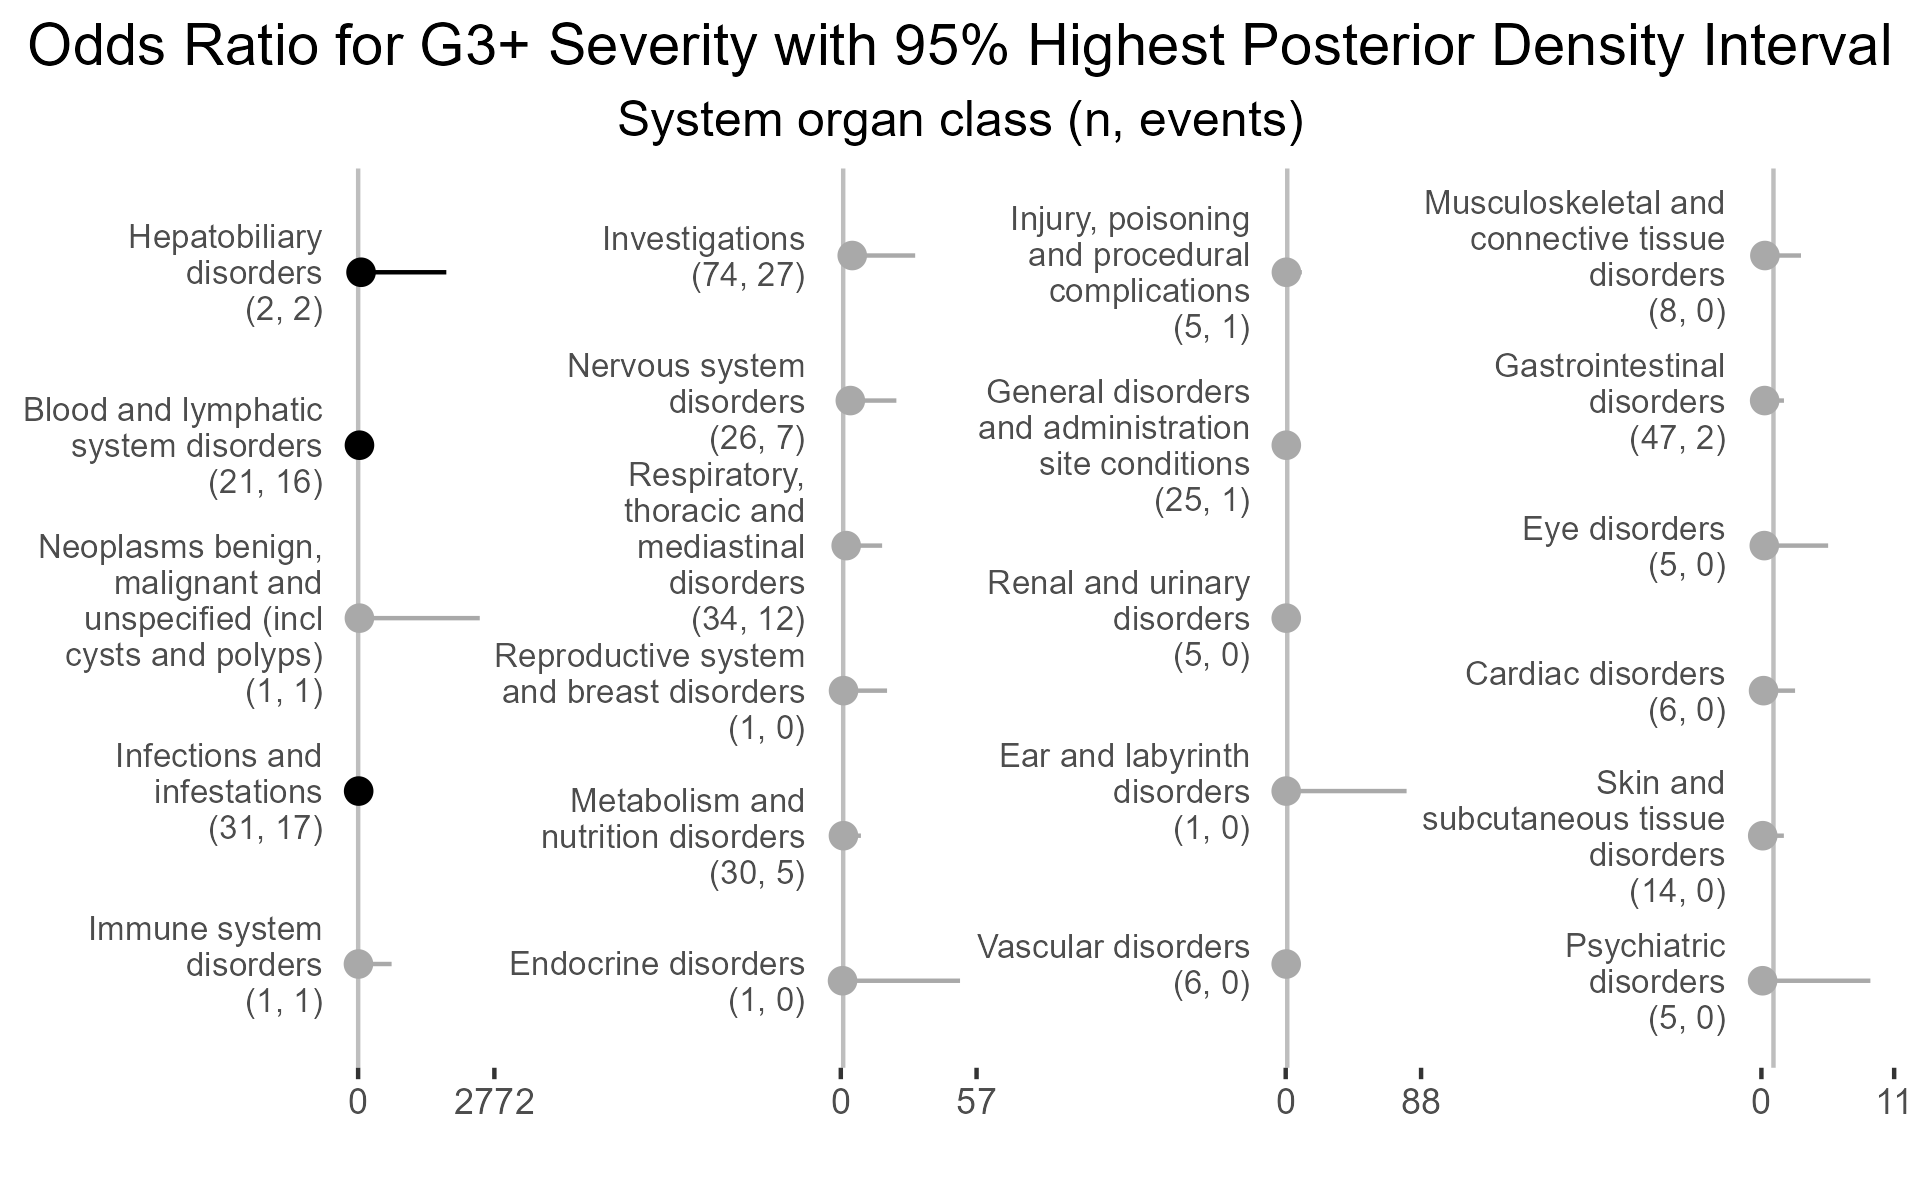 Odds Ratio for G3+ Severity with 95% Highest Posterior Density Interval
System organ class (n, events)
Hepatobiliary
disorders
(2, 2)
Blood and lymphatic
system disorders
(21, 16)
Neoplasms benign,
malignant and
unspecified (incl
cysts and polyps)
(1, 1)
Infections and
infestations
(31, 17)
Immune system
disorders
(1, 1)
0
2772
Investigations
(74, 27)
Nervous system
disorders
(26, 7)
Respiratory,
thoracic and
mediastinal
disorders
(34, 12)
Reproductive system
and breast disorders
(1, 0)
Metabolism and
nutrition disorders
(30, 5)
Endocrine disorders
(1, 0)
0
57
Injury, poisoning
and procedural
complications
(5, 1)
General disorders
and administration
site conditions
(25, 1)
Renal and urinary
disorders
(5, 0)
Ear and labyrinth
disorders
(1, 0)
Vascular disorders
(6, 0)
0
88
Musculoskeletal and
connective tissue
disorders
(8, 0)
Gastrointestinal
disorders
(47, 2)
Eye disorders
(5, 0)
Cardiac disorders
(6, 0)
Skin and
subcutaneous tissue
disorders
(14, 0)
Psychiatric
disorders
(5, 0)
0
11